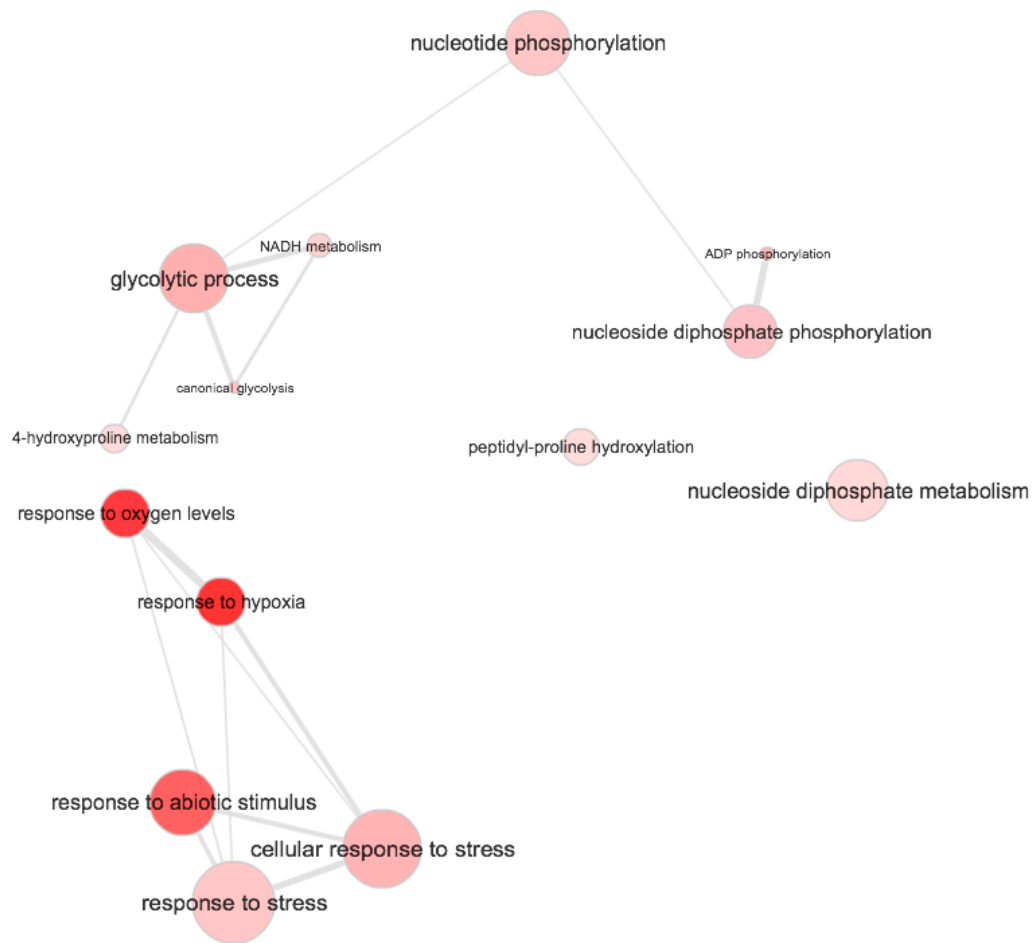 nucleotide phosphorylation
NADH metabolism
ADP phosphorylation
glycolytic process
nucleoside diphosphate phosphorylation
canonical glycolysis
4-hydroxyproline metabolism
peptidyl-proline hydroxylation
nucleoside diphosphate metabolism
response to oxygen levels
response to hypoxia
response to abiotic stimulus
cellular response to stress
response to stress